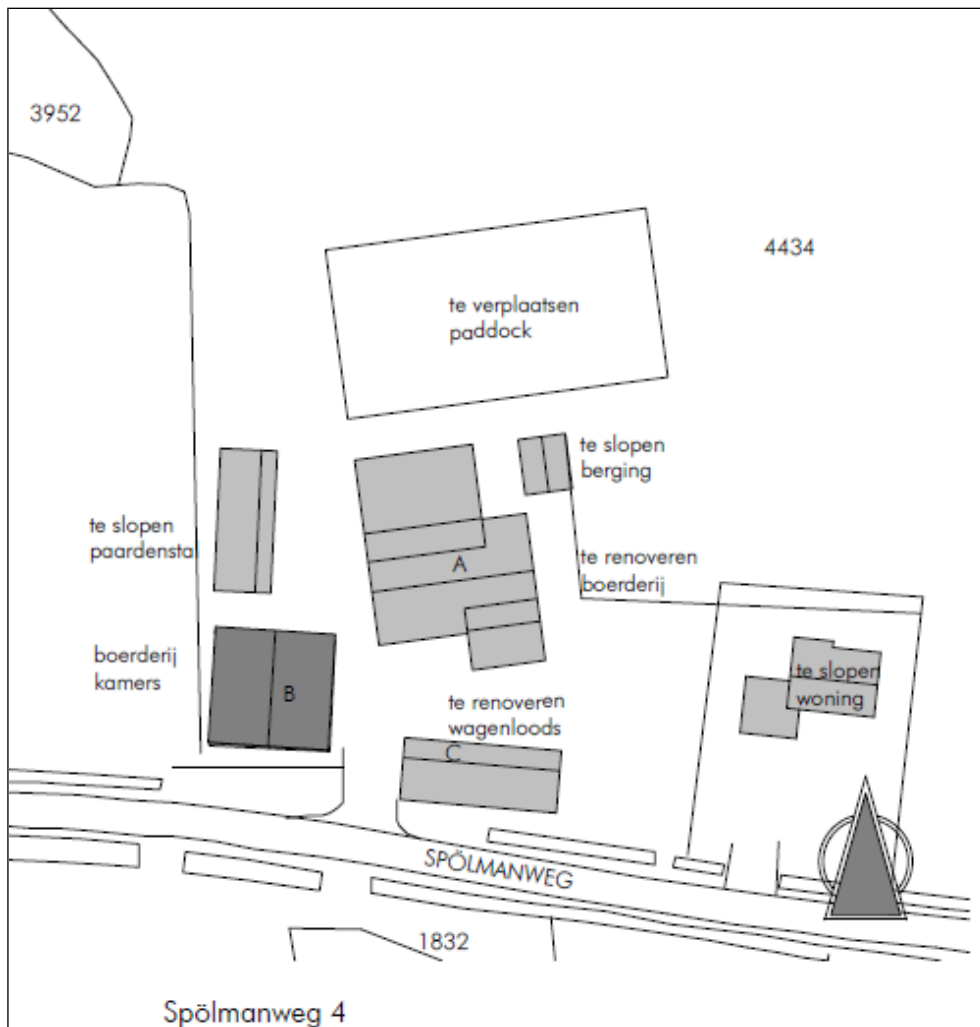 3952
4434
te verplaatsen
paddock
te slopen
berging
te slopen
paardensta
A
te renoveren
boerderij
boerderij
kamers
B
te slopen
woning
te renoveren
wagenloods
C
SPÖLMANWEG
1832
Spölmanweg 4